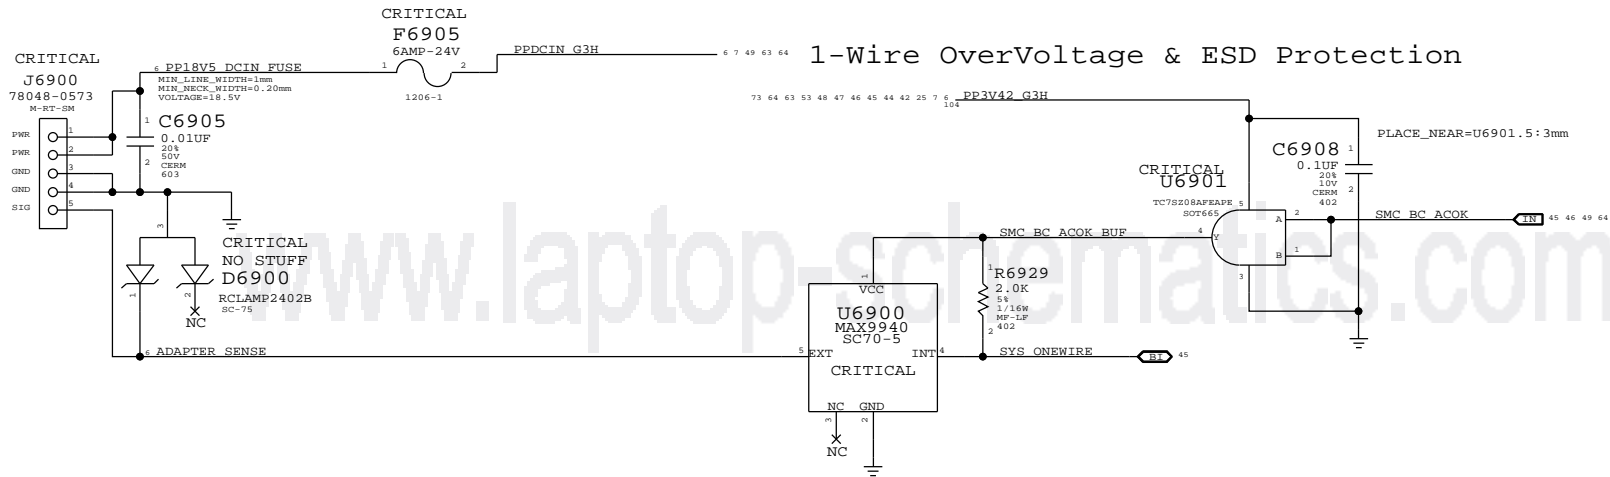 1-Wire OverVoltage & ESD Protection
CRITICAL
F6905
6AMP-24V
1
2
1206-1
PPDCIN_G3H
6 7 49 63 64
CRITICAL
J6900
78048-0573
M-RT-SM
PWR
1
PWR
2
GND
3
GND
4
SIG
5
6
PP18V5_DCIN_FUSE
MIN_LINE_WIDTH=1mm
MIN_NECK_WIDTH=0.20mm
VOLTAGE=18.5V
1
C6905
0.01UF
20%
50V
CERM
603
2
3
CRITICAL
NO STUFF
D6900
RCLAMP2402B
SC-75
1
2
NC
6
ADAPTER_SENSE
73 64 63 53 48 47 46 45 44 42 25 7 6
104
PP3V42_G3H
PLACE_NEAR=U6901.5:3mm
C6908
1
0.1UF
20%
10V
CERM
402
2
CRITICAL
U6901
TC7SZ08AFEAPE
SOT665
5
A
2
B
1
Y
4
3
SMC_BC_ACOK
IN
45 46 49 64
SMC_BC_ACOK_BUF
1
R6929
2.0K
5%
1/16W
MF-LF
402
2
1
VCC
U6900
MAX9940
SC70-5
5
EXT
INT
4
CRITICAL
NC
GND
3
2
NC
SYS_ONEWIRE
BI
45
www.laptop-schematics.com